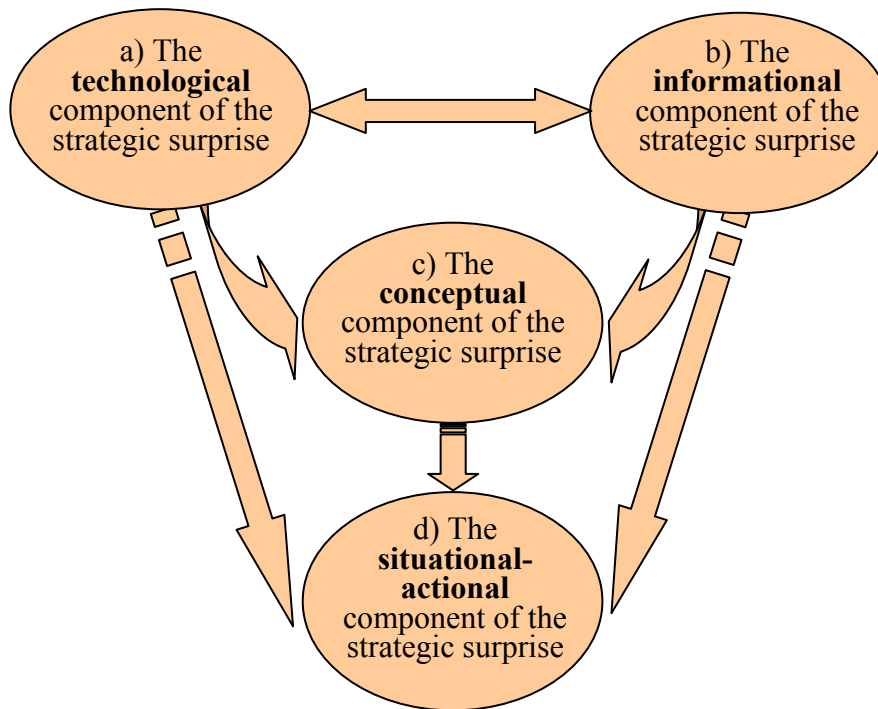 a) The
technological
component of the
strategic surprise
b) The
informational
component of the
strategic surprise
c) The
conceptual
component of the
strategic surprise
d) The
situational-
actional
component of the
strategic surprise